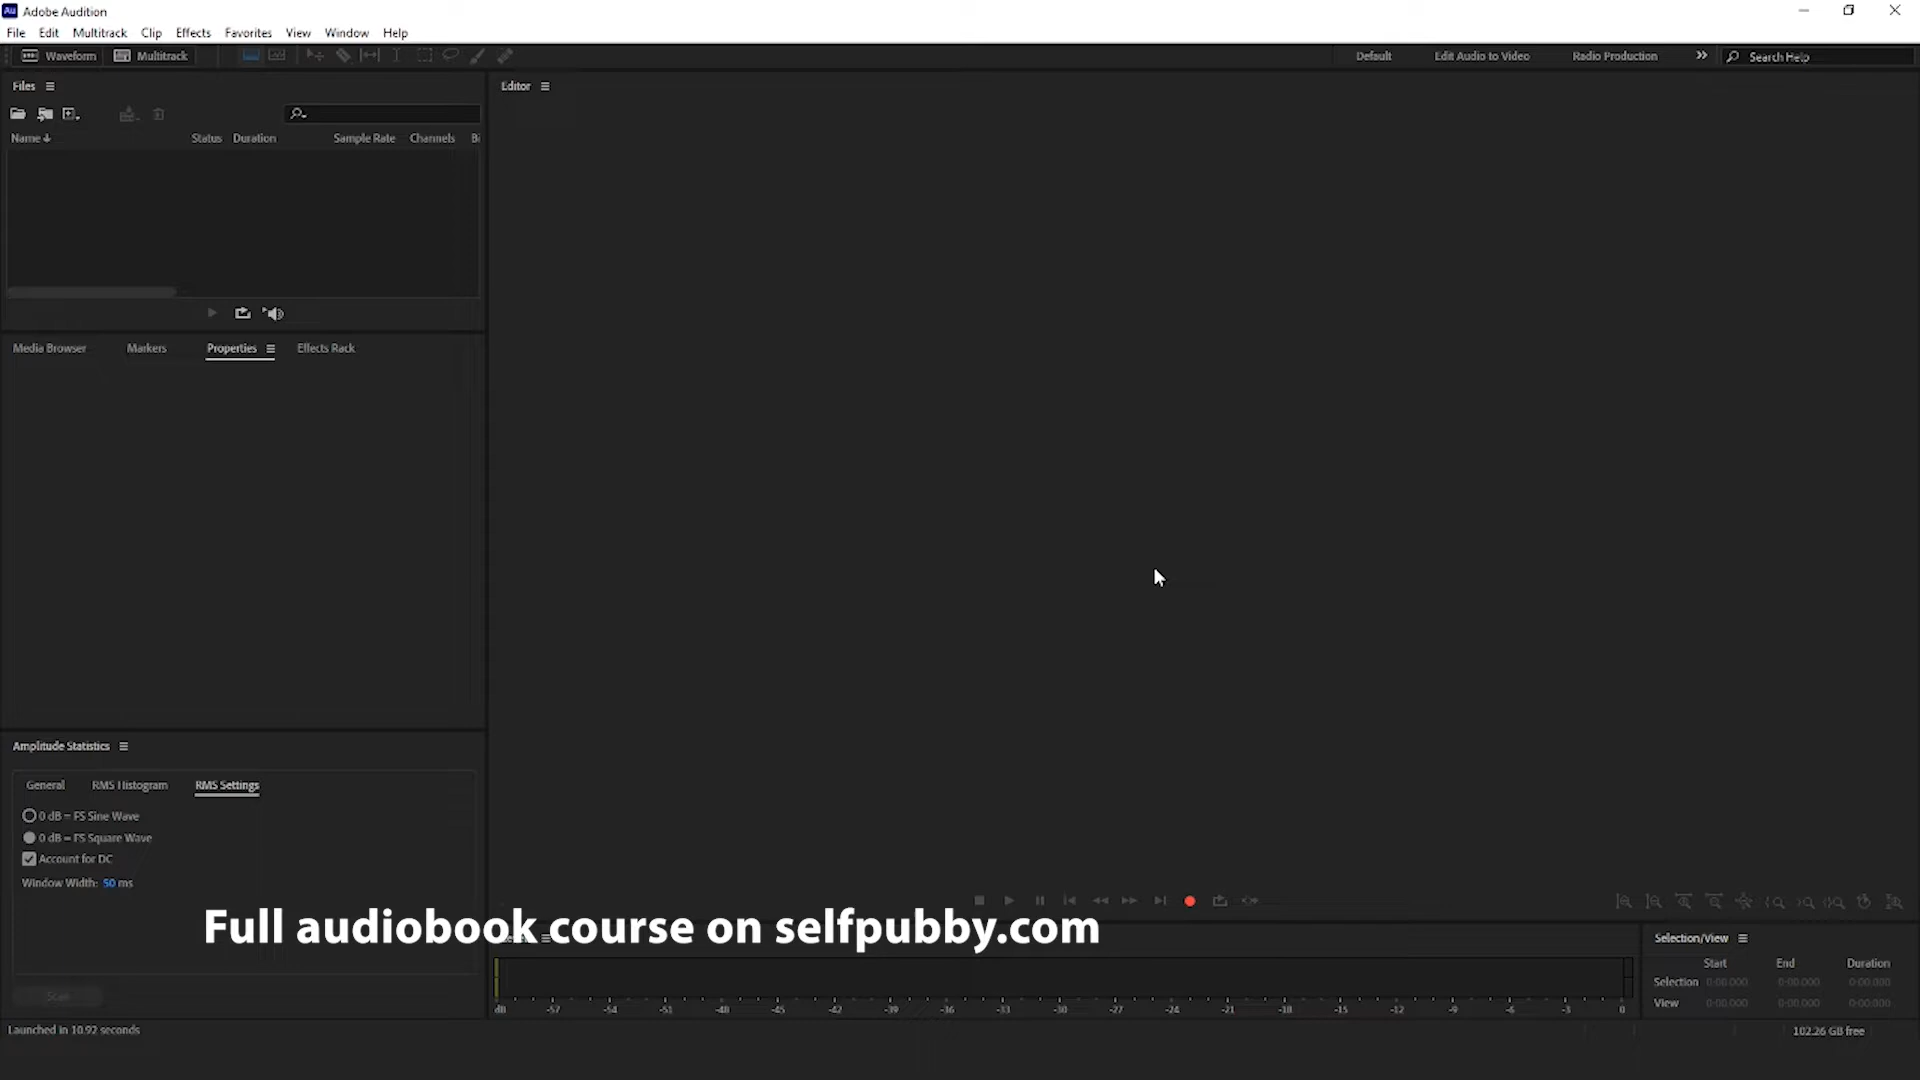 Adobe Audition
File Edit Multitrack Clip Effects Favorites View Window Help
Waveform Multitrack Default Edit Audio to Video Radio Production Search Help
Files Editor
Name Status Duration Sample Rate Channels Bi
Media Browser Markers Properties Effects Rack
Amplitude Statistics
General RMS Histogram RMS Settings
0 dB = FS Sine Wave
0 dB = FS Square Wave
Account for DC
Window Width: 50 ms
Full audiobook course on selfpubby.com
Selection/View
Start End Duration
Selection 0:00.000 0:00.000 0:00.000
View 0:00.000 0:00.000 0:00.000
Scan
dB -57 -54 -51 -48 -45 -42 -39 -36 -33 -30 -27 -24 -21 -18 -15 -12 -9 -6 -3 0
Launched in 10.92 seconds 102.26 GB free